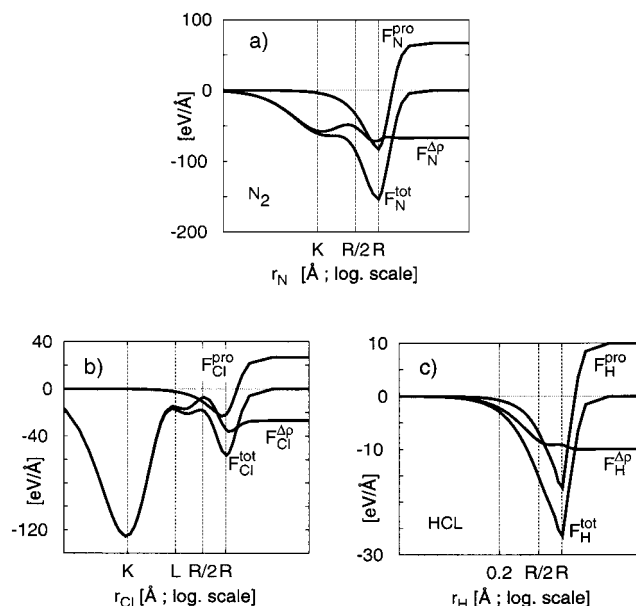 a)
[eV/Å]
100
0
-100
-200
F_N^pro
F_N^Δρ
F_N^tot
N₂
K R/2 R
r_N [Å ; log. scale]
b)
[eV/Å]
40
0
-40
-80
-120
F_Cl^pro
F_Cl^Δρ
F_Cl^tot
K L R/2 R
r_Cl [Å ; log. scale]
c)
[eV/Å]
10
0
-10
-30
F_H^pro
F_H^Δρ
F_H^tot
HCL
0.2 R/2 R
r_H [Å ; log. scale]